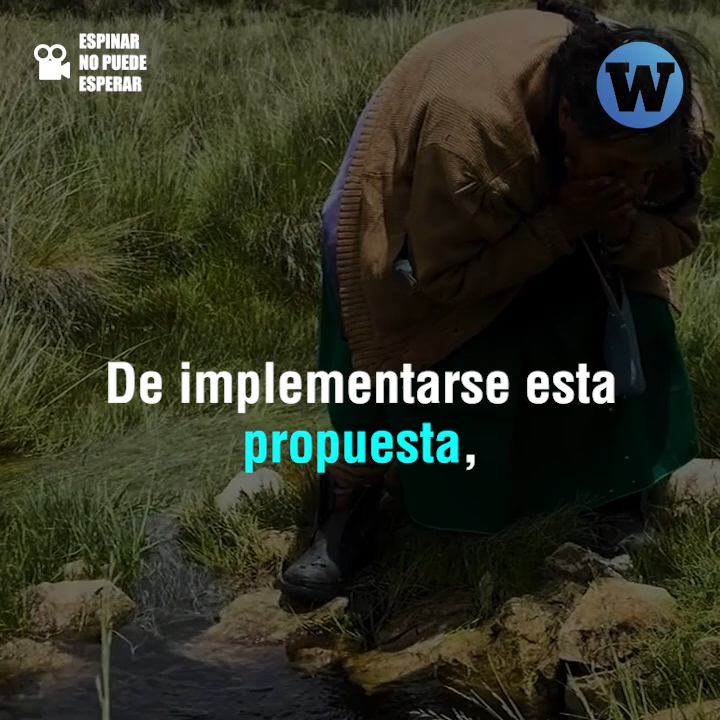 ESPINAR
NO PUEDE
ESPERAR
W
De implementarse esta
propuesta,